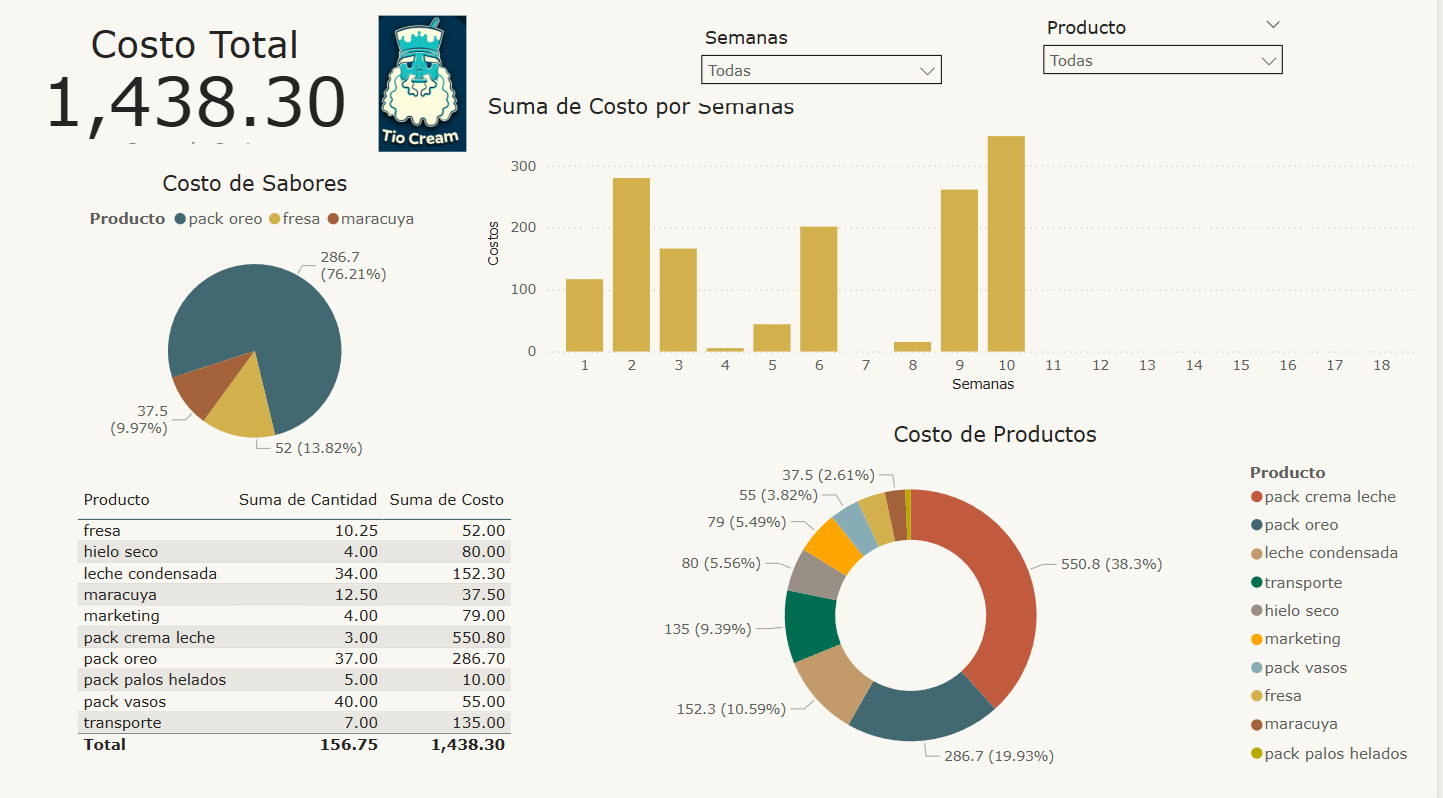 Costo Total
1,438.30
Tio Cream
Semanas
Todas
Producto
Todas
Suma de Costo por Semanas
300
200
100
0
Costos
1 2 3 4 5 6 7 8 9 10 11 12 13 14 15 16 17 18
Semanas
Costo de Sabores
Producto pack oreo fresa maracuya
286.7
(76.21%)
37.5
(9.97%)
52 (13.82%)
Producto Suma de Cantidad Suma de Costo
fresa 10.25 52.00
hielo seco 4.00 80.00
leche condensada 34.00 152.30
maracuya 12.50 37.50
marketing 4.00 79.00
pack crema leche 3.00 550.80
pack oreo 37.00 286.70
pack palos helados 5.00 10.00
pack vasos 40.00 55.00
transporte 7.00 135.00
Total 156.75 1,438.30
Costo de Productos
37.5 (2.61%)
55 (3.82%)
79 (5.49%)
80 (5.56%)
135 (9.39%)
152.3 (10.59%)
286.7 (19.93%)
550.8 (38.3%)
Producto
pack crema leche
pack oreo
leche condensada
transporte
hielo seco
marketing
pack vasos
fresa
maracuya
pack palos helados